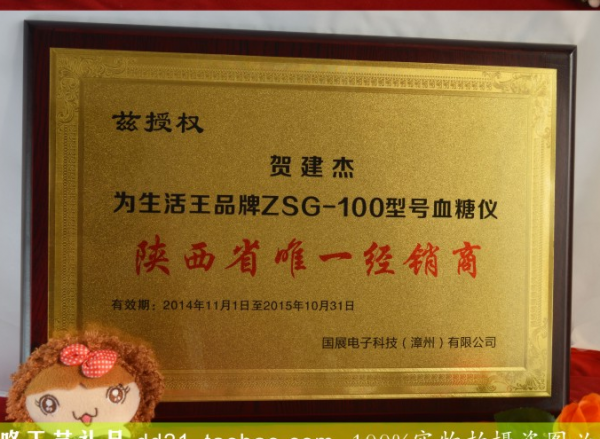 兹授权
贺建杰
为生活王品牌ZSG-100型号血糖仪
陕西省唯一经销商
有效期：2014年11月1日至2015年10月31日
国展电子科技（漳州）有限公司